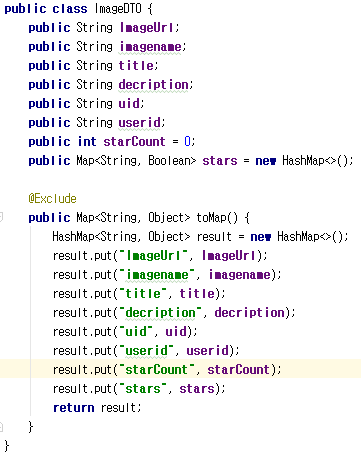 public class ImageDTO {
    public String ImageUrl;
    public String imagename;
    public String title;
    public String decription;
    public String uid;
    public String userid;
    public int starCount = 0;
    public Map<String, Boolean> stars = new HashMap<>();
    @Exclude
    public Map<String, Object> toMap() {
        HashMap<String, Object> result = new HashMap<>();
        result.put("ImageUrl", ImageUrl);
        result.put("imagename", imagename);
        result.put("title", title);
        result.put("decription", decription);
        result.put("uid", uid);
        result.put("userid", userid);
        result.put("starCount", starCount);
        result.put("stars", stars);
        return result;
    }
}